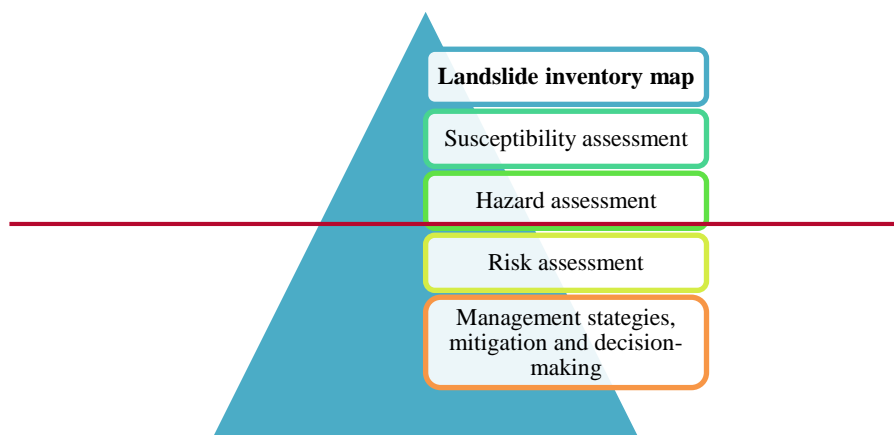 Landslide inventory map
Susceptibility assessment
Hazard assessment
Risk assessment
Management stategies,
mitigation and decision-
making